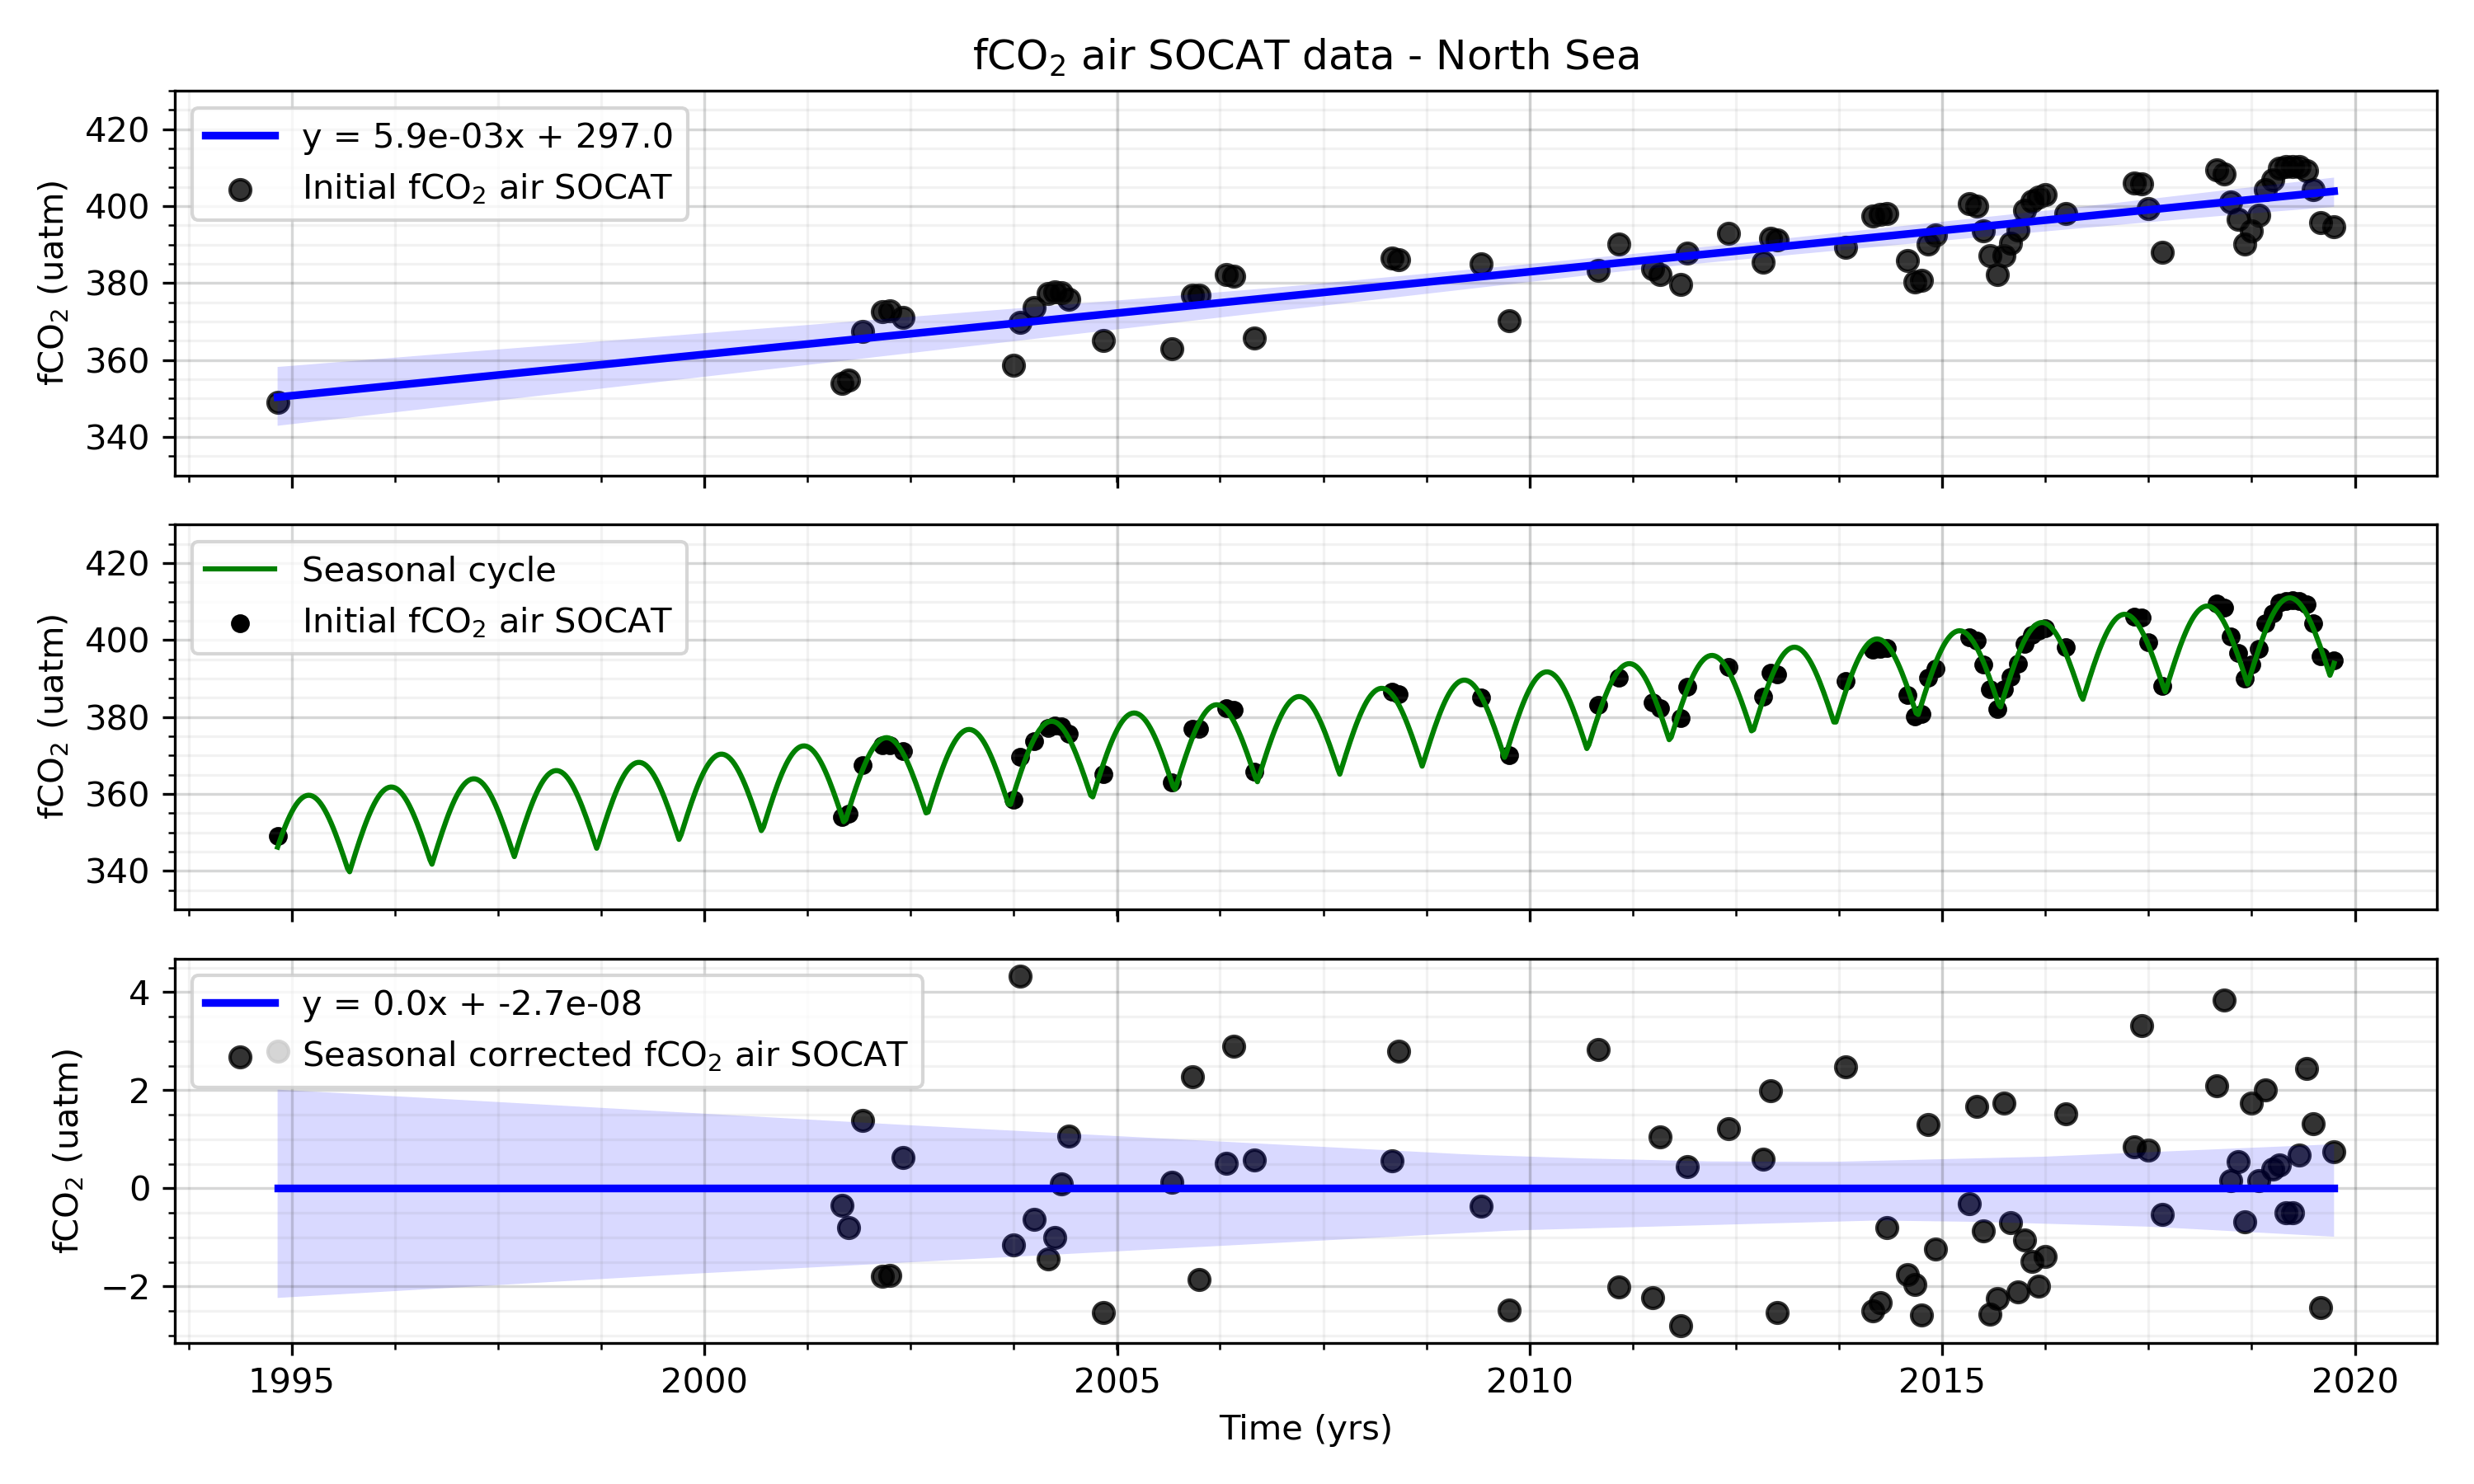 fCO₂ air SOCAT data - North Sea
y = 5.9e-03x + 297.0
Initial fCO₂ air SOCAT
420
400
380
360
340
fCO₂ (uatm)
Seasonal cycle
Initial fCO₂ air SOCAT
420
400
380
360
340
fCO₂ (uatm)
y = 0.0x + -2.7e-08
Seasonal corrected fCO₂ air SOCAT
4
2
0
−2
fCO₂ (uatm)
1995 2000 2005 2010 2015 2020
Time (yrs)